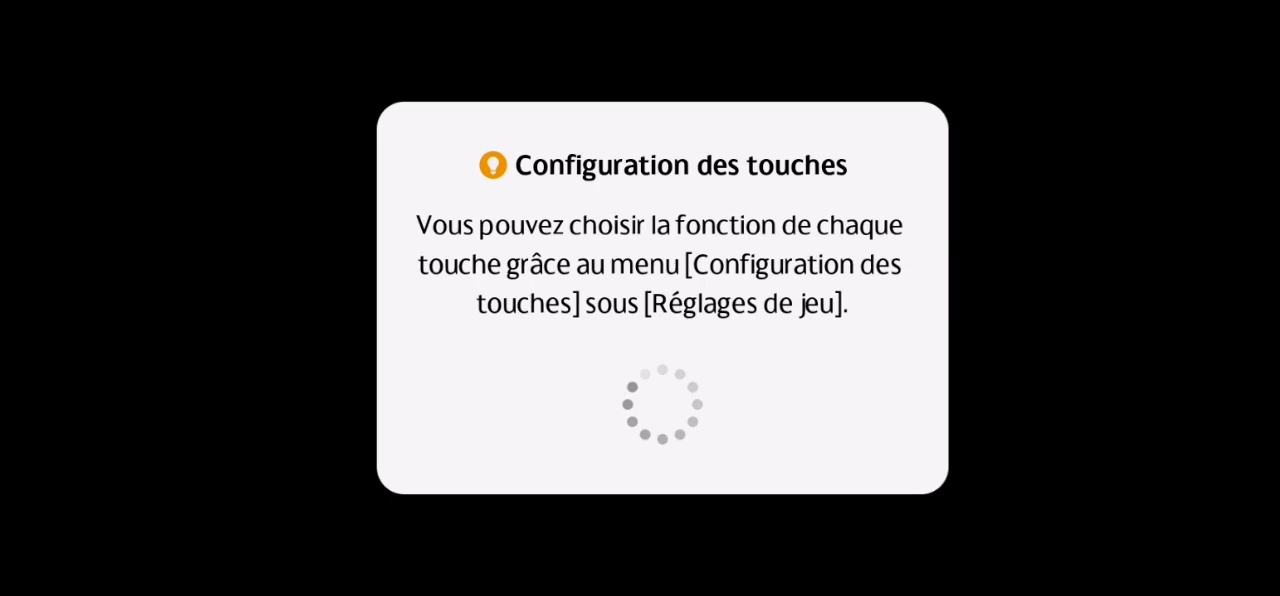 Configuration des touches
Vous pouvez choisir la fonction de chaque
touche grâce au menu [Configuration des
touches] sous [Réglages de jeu].